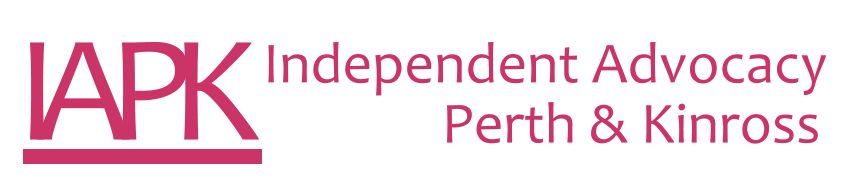 IAPK
Independent Advocacy
Perth & Kinross